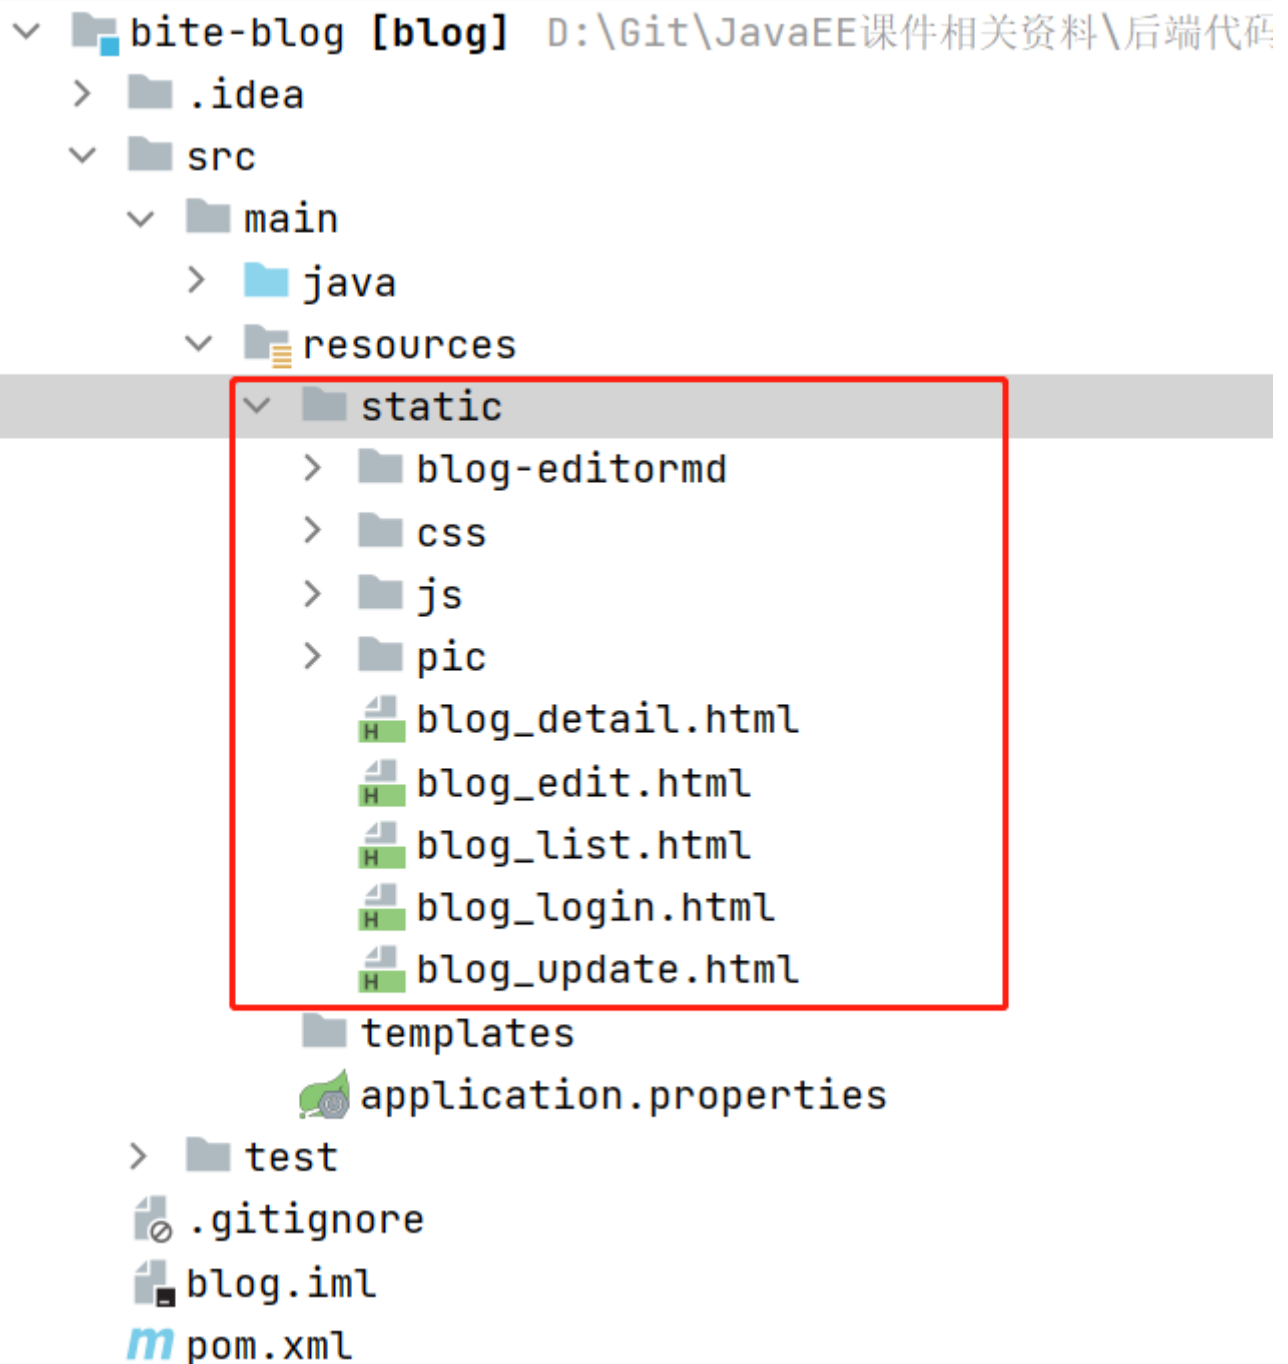 bite-blog [blog] D:\Git\JavaEE课件相关资料\后端代码
.idea
src
main
java
resources
static
blog-editormd
css
js
pic
blog_detail.html
blog_edit.html
blog_list.html
blog_login.html
blog_update.html
templates
application.properties
test
.gitignore
blog.iml
pom.xml